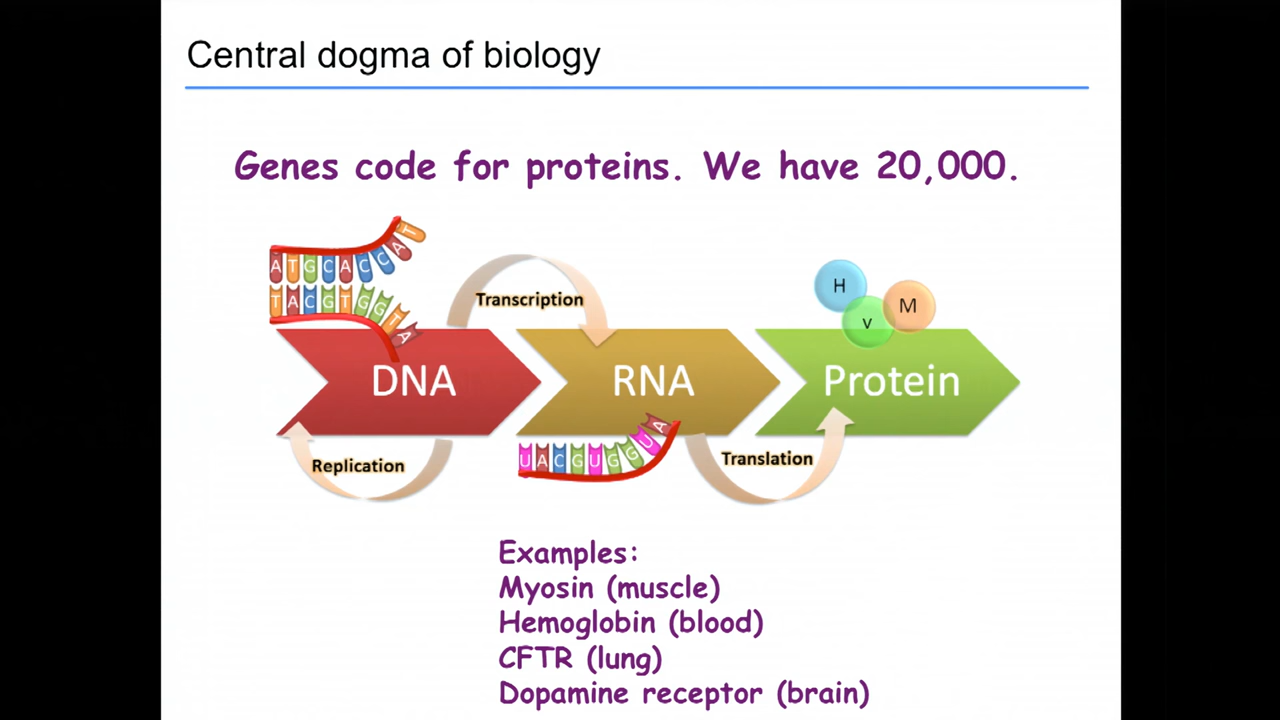 Central dogma of biology
Genes code for proteins. We have 20,000.
ATGCACCAT
TACGTGGTA
Transcription
H
V
M
DNA
RNA
Protein
Replication
UACGUGGUA
Translation
Examples:
Myosin (muscle)
Hemoglobin (blood)
CFTR (lung)
Dopamine receptor (brain)